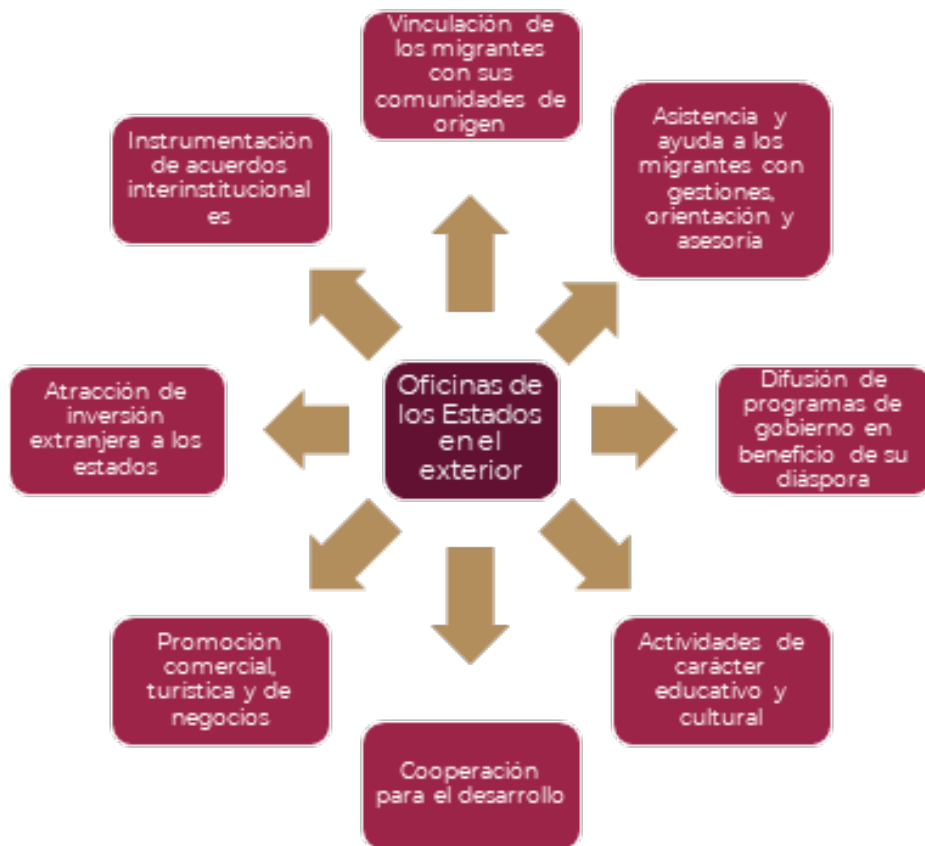 Vinculación de
los migrantes
con sus
comunidades de
origen
Asistencia y
ayuda a los
migrantes con
gestiones,
orientación y
asesoria
Difusión de
programas de
gobierno en
beneficio de su
diáspora
Actividades de
carácter
educativo y
cultural
Cooperación
para el desarrollo
Promoción
comercial,
turistica y de
negocios
Atracción de
inversión
extranjera a los
estados
Instrumentación
de acuerdos
interinstitucional
es
Oficinas de
los Estados
en el
exterior